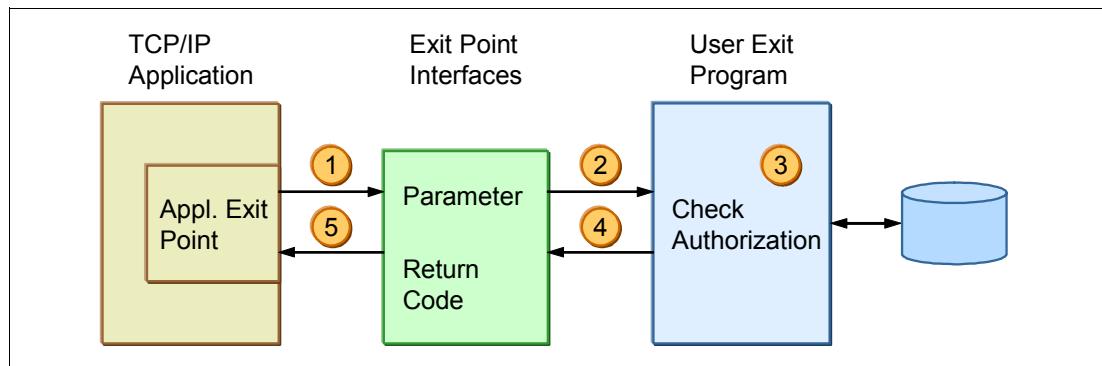 TCP/IP
Application
Exit Point
Interfaces
User Exit
Program
1
2
3
Appl. Exit
Point
Parameter
Check
Authorization
5
4
Return
Code